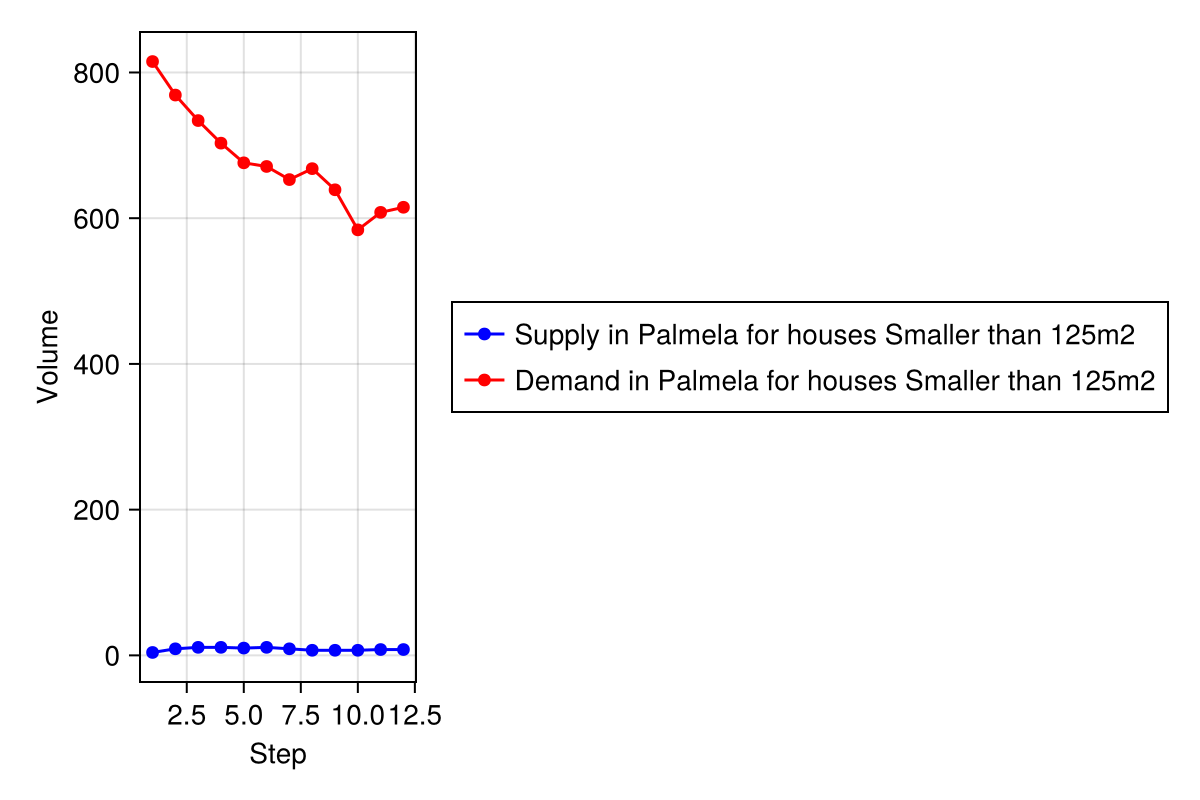 800
600
400
200
0
Volume
2.5 5.0 7.5 10.0 12.5
Step
Supply in Palmela for houses Smaller than 125m2
Demand in Palmela for houses Smaller than 125m2